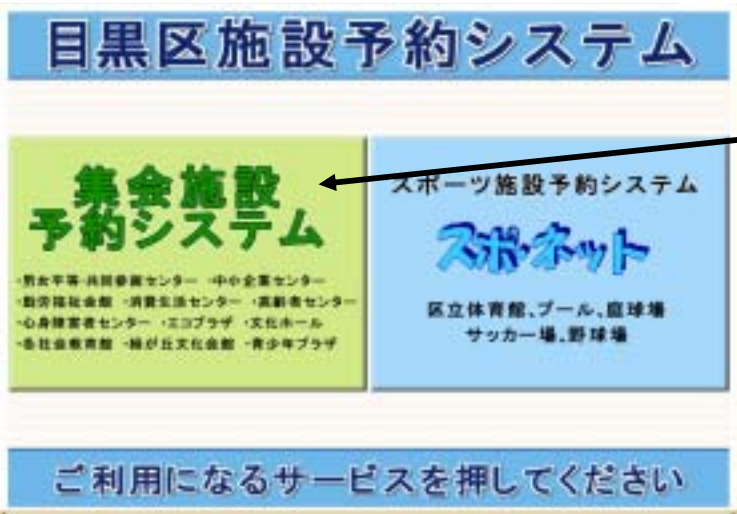 目黒区施設予約システム
集会施設
予約システム
・男女平等・共同参画センター ・中小企業センター
・勤労福祉会館 ・消費生活センター ・高齢者センター
・心身障害者センター ・エコプラザ ・文化ホール
・各社会教育館 ・緑が丘文化会館 ・青少年プラザ
スポーツ施設予約システム
スポ・ネット
区立体育館、プール、庭球場
サッカー場、野球場
ご利用になるサービスを押してください